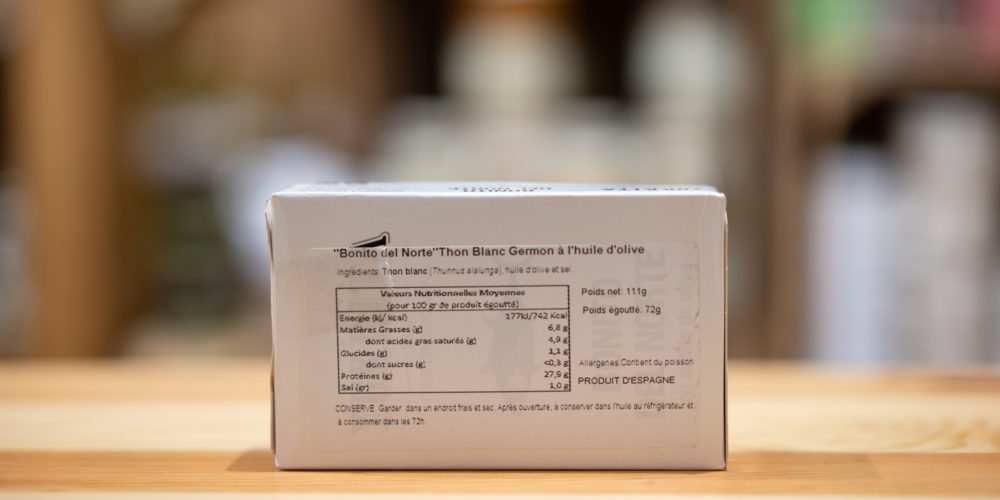 "Bonito del Norte"Thon Blanc Germon à l'huile d'olive
Ingrédients: Thon blanc (Thunnus alalunga), huile d'olive et sel.
Valeurs Nutritionnelles Moyennes
(pour 100 gr de produit égoutté)
Energie (kj/ kcal) 177kJ/742 Kcal
Matières Grasses (g) 6,8 g
dont acides gras saturés (g) 4,9 g
Glucides (g) 1,1 g
dont sucres (g) <0,3 g
Protéines (g) 27,9 g
Sel (gr) 1,0 g
Poids net: 111g
Poids égoutté: 72g
Allergenes:Contient du poisson
PRODUIT D'ESPAGNE
CONSERVE. Garder dans un endroit frais et sec. Après ouverture, à conserver dans l'huile au réfrigérateur et
à consommer dans les 72h.